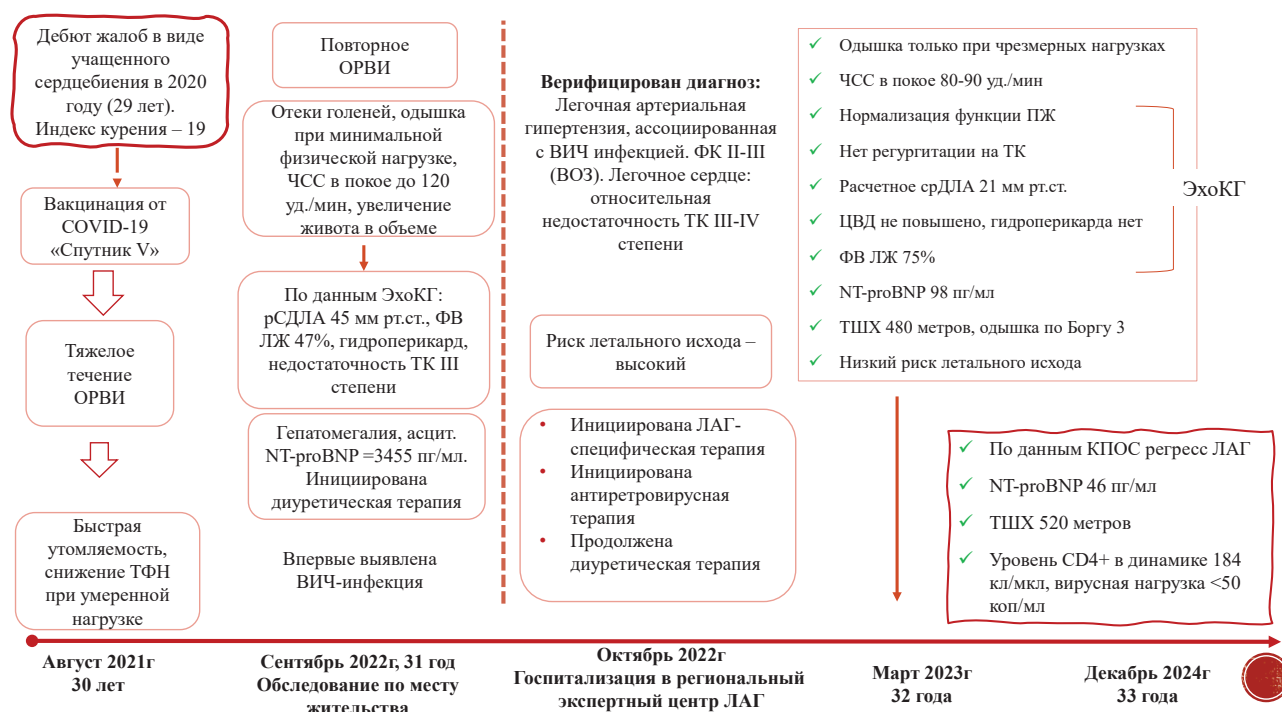 Дебют жалоб в виде
учащенного
сердцебиения в 2020
году (29 лет).
Индекс курения – 19
Вакцинация от
COVID-19
«Спутник V»
Тяжелое
течение
ОРВИ
Быстрая
утомляемость,
снижение ТФН
при умеренной
нагрузке
Повторное
ОРВИ
Отеки голеней, одышка
при минимальной
физической нагрузке,
ЧСС в покое до 120
уд./мин, увеличение
живота в объеме
По данным ЭхоКГ:
рСДЛА 45 мм рт.ст., ФВ
ЛЖ 47%, гидроперикард,
недостаточность ТК III
степени
Гепатомегалия, асцит.
NT-proBNP =3455 пг/мл.
Инициирована
диуретическая терапия
Впервые выявлена
ВИЧ-инфекция
Верифицирован диагноз:
Легочная артериальная
гипертензия, ассоциированная
с ВИЧ инфекцией. ФК II-III
(ВОЗ). Легочное сердце:
относительная
недостаточность ТК III-IV
степени
Риск летального исхода –
высокий
• Инициирована ЛАГ-
специфическая терапия
• Инициирована
антиретровирусная
терапия
• Продолжена
диуретическая терапия
✓ Одышка только при чрезмерных нагрузках
✓ ЧСС в покое 80-90 уд./мин
✓ Нормализация функции ПЖ
✓ Нет регургитации на ТК
✓ Расчетное срДЛА 21 мм рт.ст.
✓ ЦВД не повышено, гидроперикарда нет
✓ ФВ ЛЖ 75%
✓ NT-proBNP 98 пг/мл
✓ ТШХ 480 метров, одышка по Боргу 3
✓ Низкий риск летального исхода
ЭхоКГ
✓ По данным КПОС регресс ЛАГ
✓ NT-proBNP 46 пг/мл
✓ ТШХ 520 метров
✓ Уровень CD4+ в динамике 184
кл/мкл, вирусная нагрузка <50
коп/мл
Август 2021г
30 лет
Сентябрь 2022г, 31 год
Обследование по месту
жительства
Октябрь 2022г
Госпитализация в региональный
экспертный центр ЛАГ
Март 2023г
32 года
Декабрь 2024г
33 года